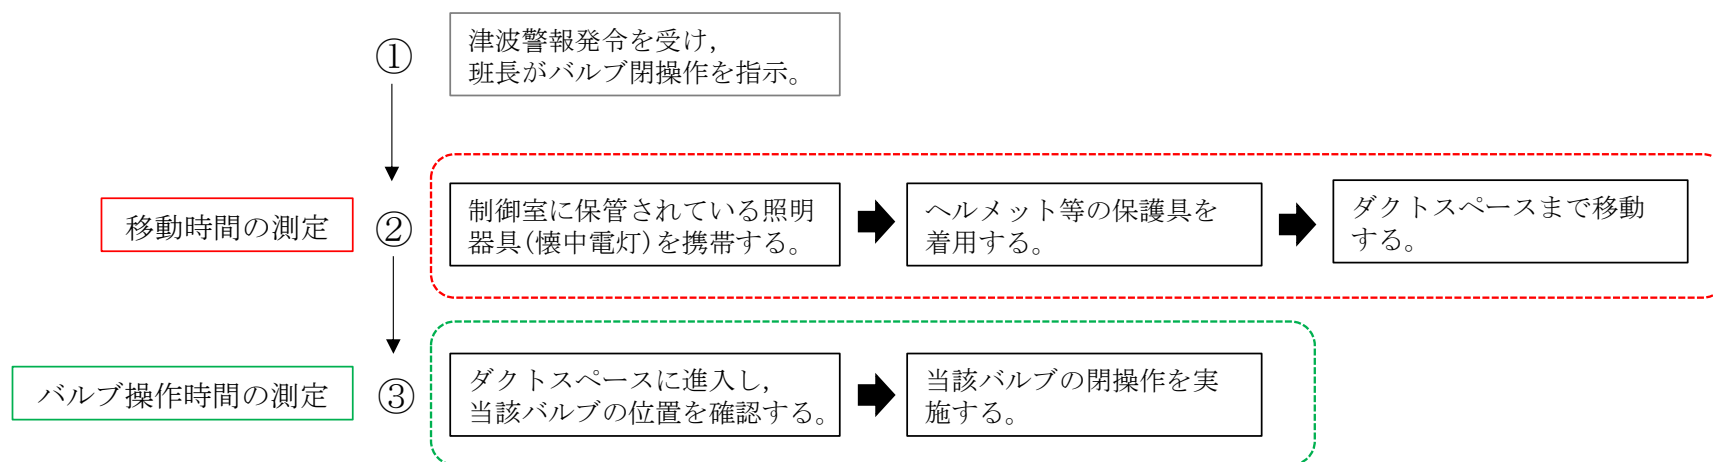 ①
津波警報発令を受け,
班長がバルブ閉操作を指示。
移動時間の測定
②
制御室に保管されている照明
器具(懐中電灯)を携帯する。
ヘルメット等の保護具を
着用する。
ダクトスペースまで移動
する。
バルブ操作時間の測定
③
ダクトスペースに進入し,
当該バルブの位置を確認する。
当該バルブの閉操作を実
施する。